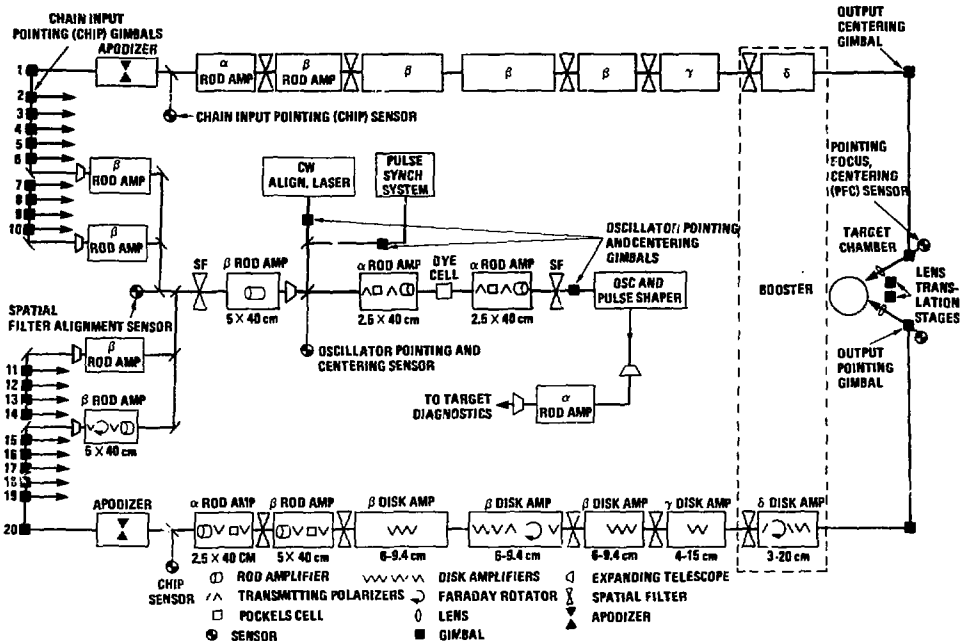 CHAIN INPUT
POINTING (CHIP) GIMBALS
APODIZER
α
ROD AMP
β
ROD AMP
β
β
β
γ
δ
OUTPUT
CENTERING
GIMBAL
1
2
3
4
5
6
7
8
9
10
CHAIN INPUT POINTING (CHIP) SENSOR
β
ROD AMP
β
ROD AMP
CW
ALIGN. LASER
PULSE
SYNCH
SYSTEM
POINTING
FOCUS,
CENTERING
(PFC) SENSOR
TARGET
CHAMBER
OSCILLATOR POINTING
AND CENTERING
GIMBALS
SF
β ROD AMP
5 X 40 cm
α ROD AMP
2.5 X 40 cm
DYE
CELL
α ROD AMP
2.5 X 40 cm
SF
OSC AND
PULSE SHAPER
BOOSTER
LENS
TRANS-
LATION
STAGES
SPATIAL
FILTER ALIGNMENT SENSOR
OSCILLATOR POINTING AND
CENTERING SENSOR
OUTPUT
POINTING
GIMBAL
β
ROD AMP
11
12
13
14
15
16
17
18
19
20
β ROD AMP
5 X 40 cm
TO TARGET
DIAGNOSTICS
α
ROD AMP
APODIZER
α ROD AMP
2.5 X 40 CM
β ROD AMP
5 X 40 cm
β DISK AMP
6-9.4 cm
β DISK AMP
6-9.4 cm
β DISK AMP
6-9.4 cm
γ DISK AMP
4-15 cm
δ DISK AMP
3-20 cm
CHIP
SENSOR
ROD AMPLIFIER
DISK AMPLIFIERS
EXPANDING TELESCOPE
TRANSMITTING POLARIZERS
FARADAY ROTATOR
SPATIAL FILTER
POCKELS CELL
LENS
APODIZER
SENSOR
GIMBAL